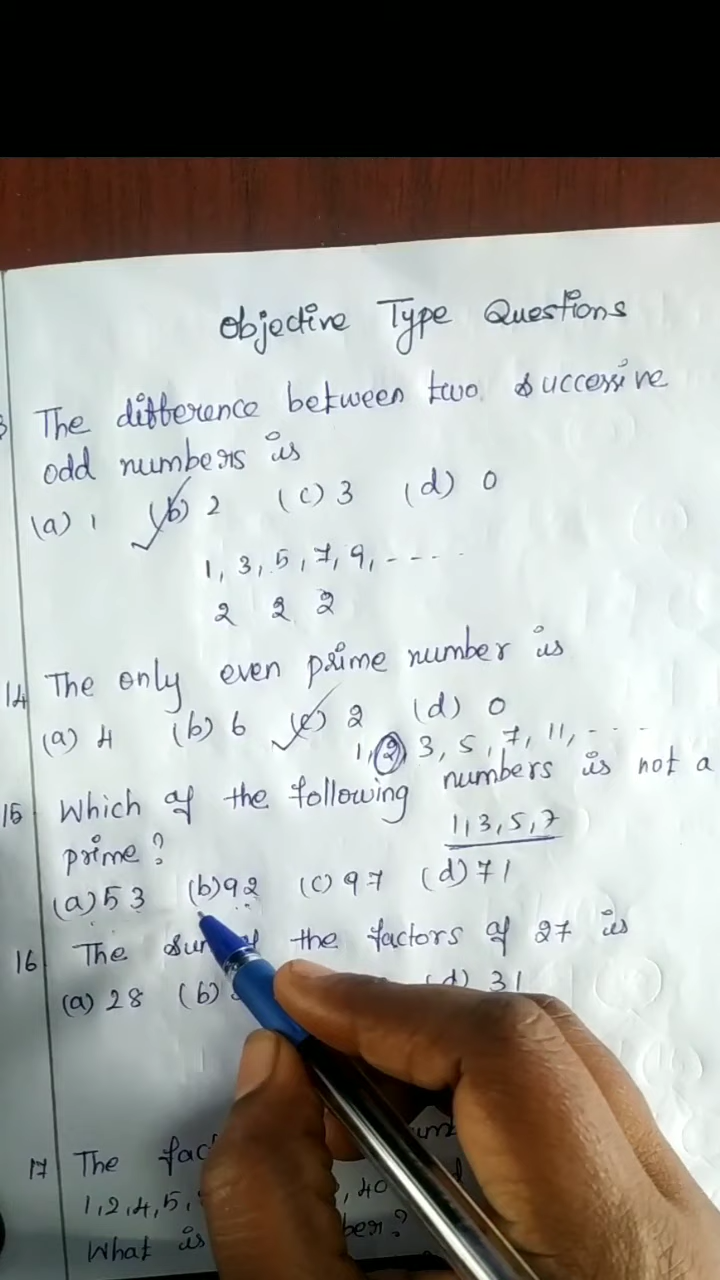 Objective Type Questions
3 The difference between two successive
odd numbers is
(a) 1 (b) 2 (c) 3 (d) 0
1, 3, 5, 7, 9, - - - - -
2 2 2
14 The only even prime number is
(a) 4 (b) 6 (c) 2 (d) 0
1, 2, 3, 5, 7, 11, - - -
15 Which of the following numbers is not a
prime?
1, 3, 5, 7
(a) 53 (b) 92 (c) 97 (d) 71
16 The of the factors of 27 is
(a) 28 (b) (d) 31
17 The
1, 2, 4, 5, , 40
What is